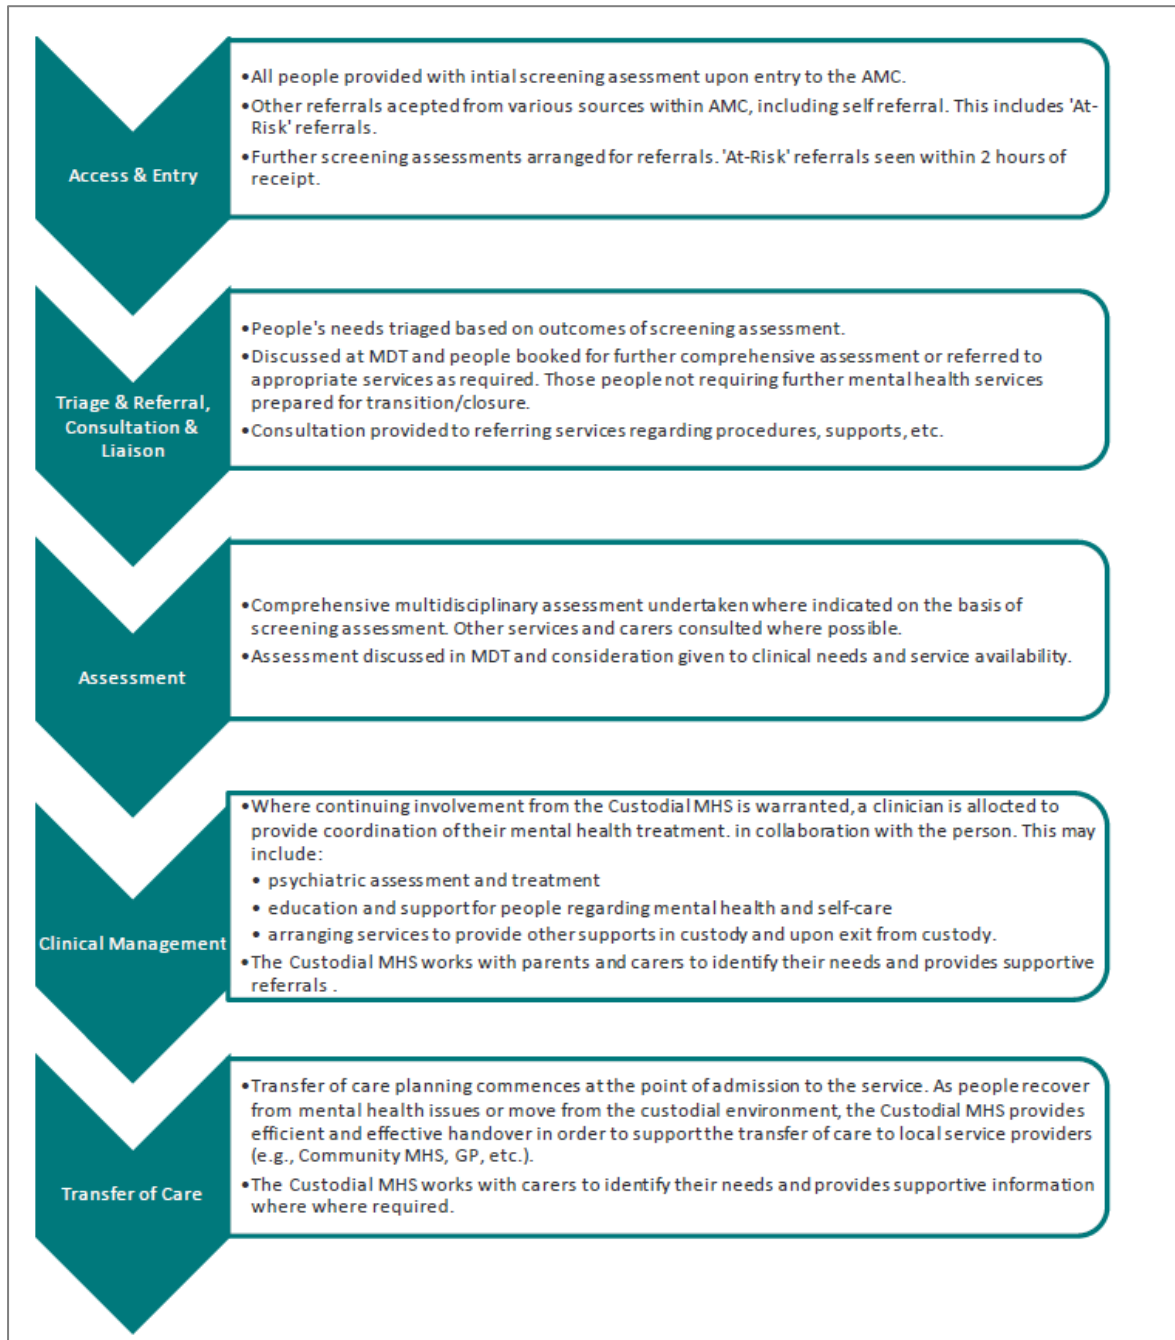 •All people provided with intial screening asessment upon entry to the AMC.
•Other referrals acepted from various sources within AMC, including self referral. This includes 'At-
Risk' referrals.
•Further screening assessments arranged for referrals. 'At-Risk' referrals seen within 2 hours of
receipt.
Access & Entry
•People's needs triaged based on outcomes of screening assessment.
•Discussed at MDT and people booked for further comprehensive assessment or referred to
appropriate services as required. Those people not requiring further mental health services
prepared for transition/closure.
•Consultation provided to referring services regarding procedures, supports, etc.
Triage & Referral,
Consultation &
Liaison
•Comprehensive multidisciplinary assessment undertaken where indicated on the basis of
screening assessment. Other services and carers consulted where possible.
•Assessment discussed in MDT and consideration given to clinical needs and service availability.
Assessment
•Where continuing involvement from the Custodial MHS is warranted, a clinician is allocted to
provide coordination of their mental health treatment. in collaboration with the person. This may
include:
• psychiatric assessment and treatment
• education and support for people regarding mental health and self-care
• arranging services to provide other supports in custody and upon exit from custody.
•The Custodial MHS works with parents and carers to identify their needs and provides supportive
referrals .
Clinical Management
•Transfer of care planning commences at the point of admission to the service. As people recover
from mental health issues or move from the custodial environment, the Custodial MHS provides
efficient and effective handover in order to support the transfer of care to local service providers
(e.g., Community MHS, GP, etc.).
•The Custodial MHS works with carers to identify their needs and provides supportive information
where where required.
Transfer of Care